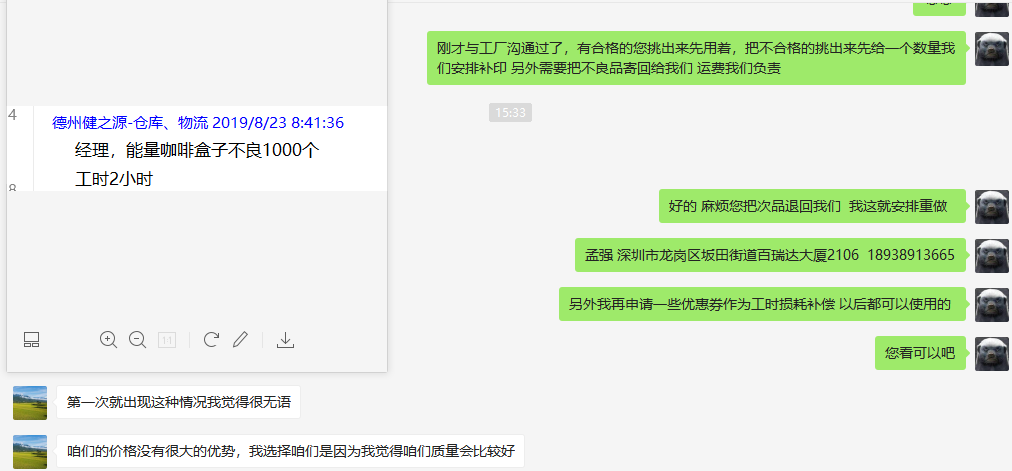 刚才与工厂沟通过了，有合格的您挑出来先用着，把不合格的挑出来先给一个数量我
们安排补印 另外需要把不良品寄回给我们 运费我们负责
15:33
4
德州健之源-仓库、物流 2019/8/23 8:41:36
经理，能量咖啡盒子不良1000个
工时2小时
好的 麻烦您把次品退回我们  我这就安排重做
孟强 深圳市龙岗区坂田街道百瑞达大厦2106  18938913665
另外我再申请一些优惠券作为工时损耗补偿 以后都可以使用的
1:1
您看可以吧
第一次就出现这种情况我觉得很无语
咱们的价格没有很大的优势，我选择咱们是因为我觉得咱们质量会比较好